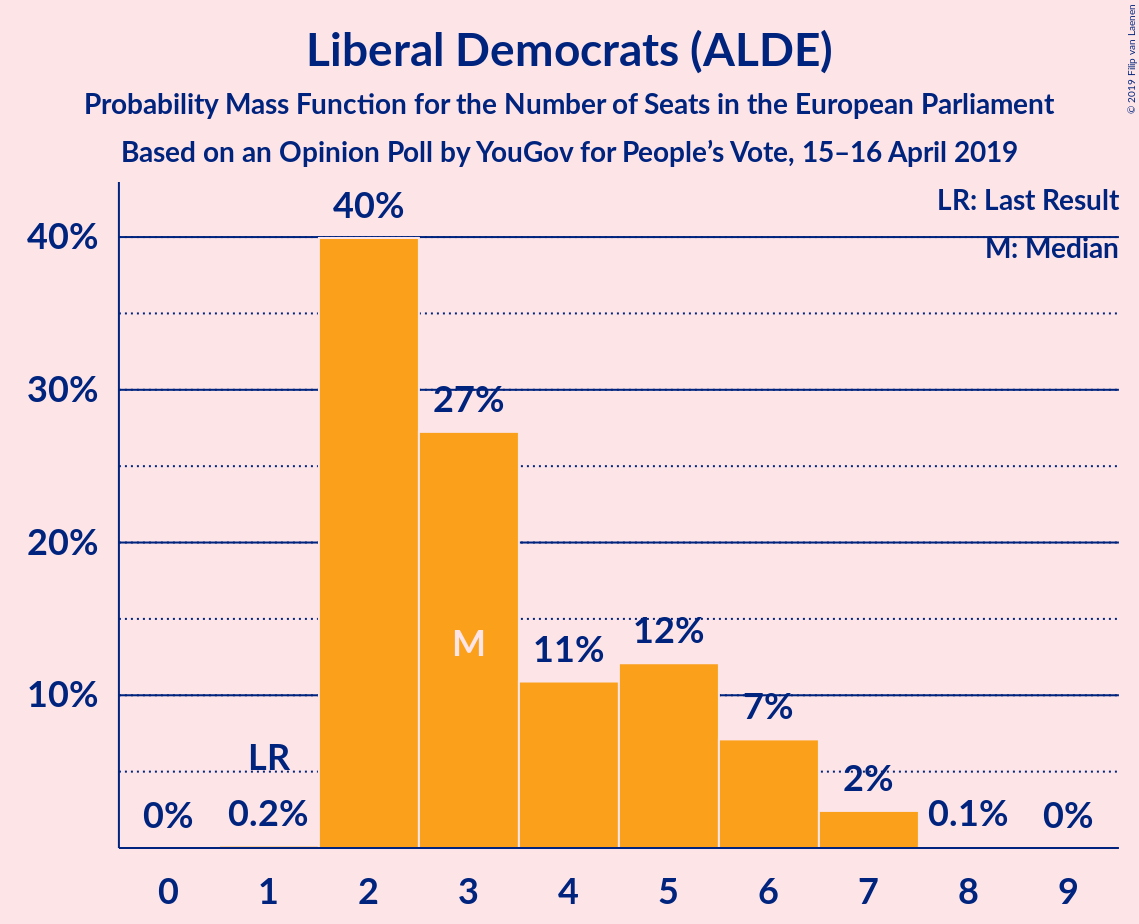 Liberal Democrats (ALDE)
Probability Mass Function for the Number of Seats in the European Parliament
Based on an Opinion Poll by YouGov for People’s Vote, 15–16 April 2019
© 2019 Filip van Laenen
LR: Last Result
M: Median
40%
30%
20%
10%
0%
LR
0.2%
40%
27%
M
11%
12%
7%
2%
0.1%
0%
0 1 2 3 4 5 6 7 8 9